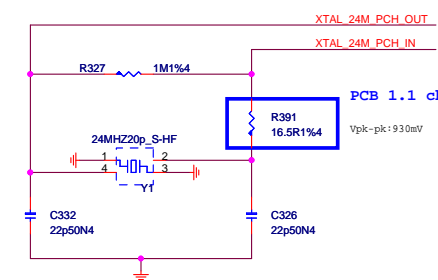 XTAL_24M_PCH_OUT
XTAL_24M_PCH_IN
R327 1M1%4
PCB 1.1 c
R391
16.5R1%4
Vpk-pk:930mV
24MHZ20p_S-HF
1 2
4 3
Y1
C332
22p50N4
C326
22p50N4